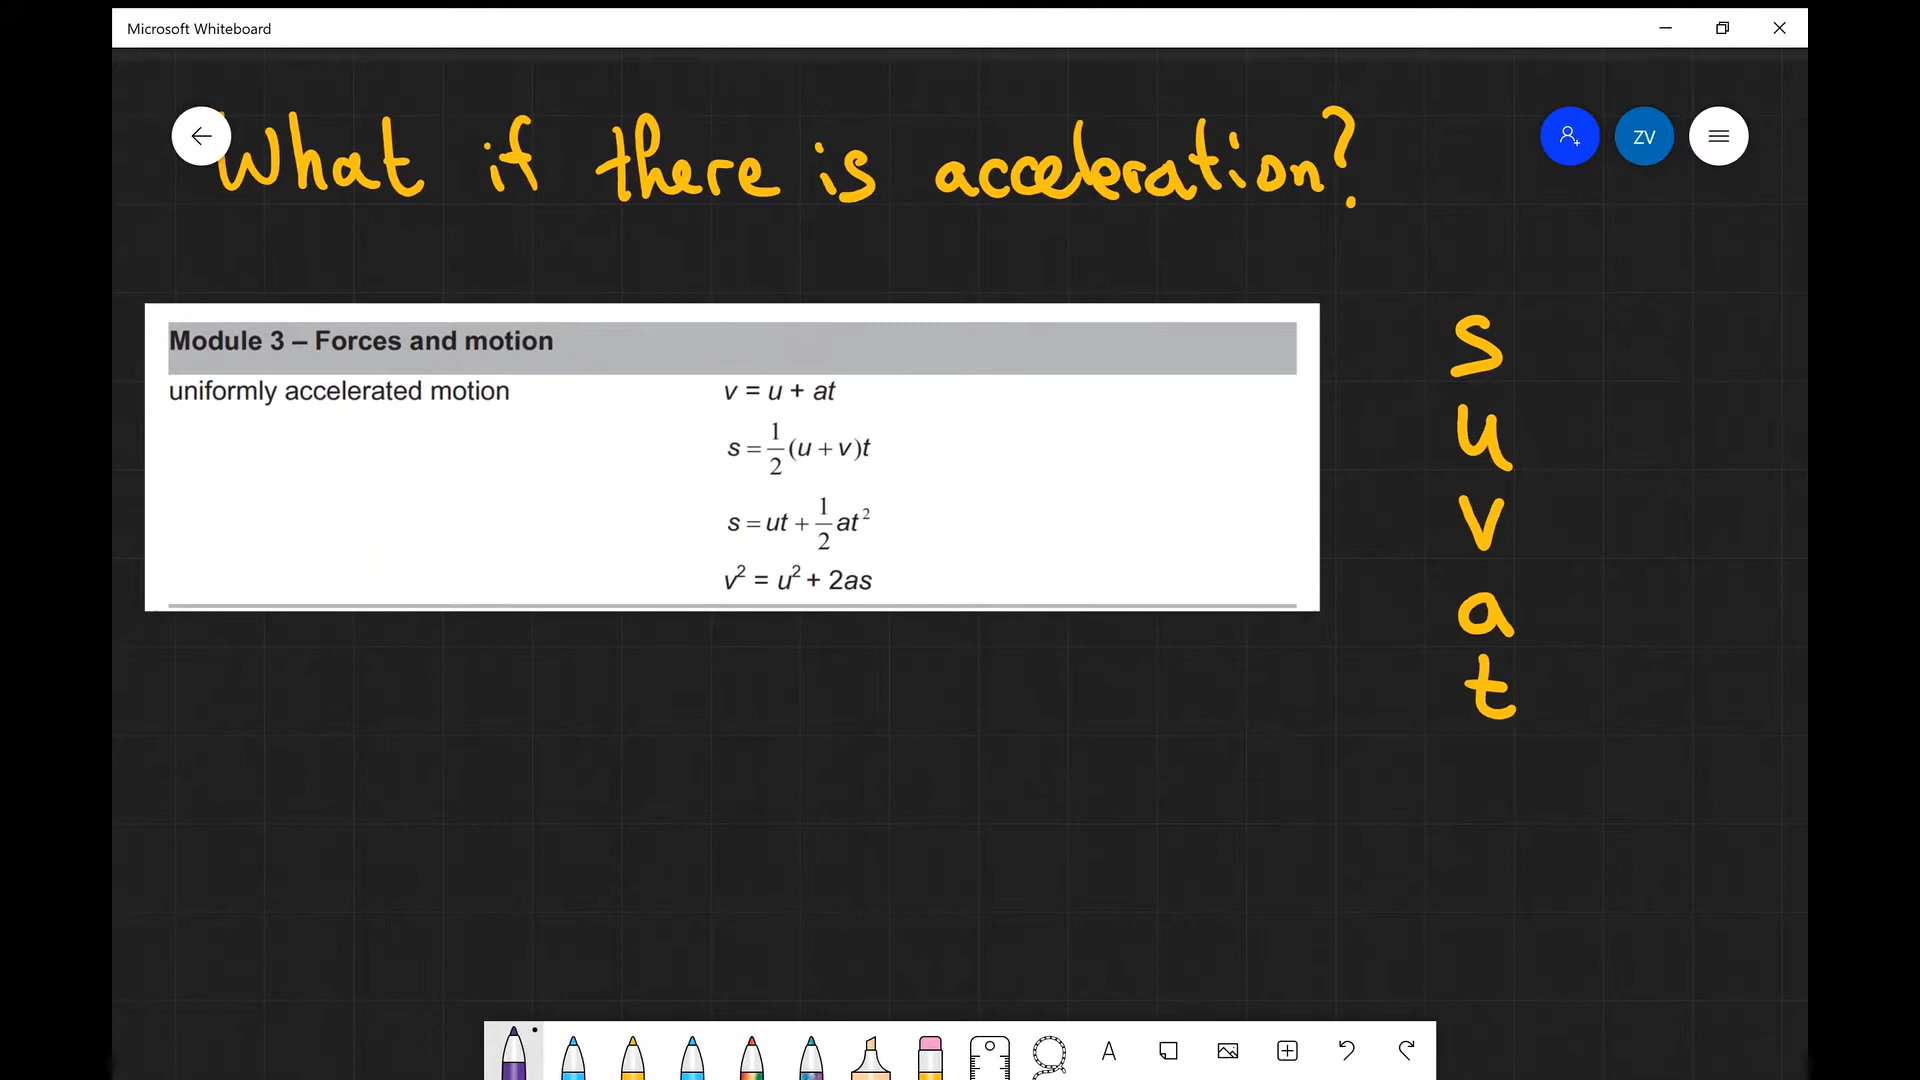 Microsoft Whiteboard
What if there is acceleration?
ZV
Module 3 – Forces and motion
uniformly accelerated motion v = u + at
s = 1/2 (u + v)t
s = ut + 1/2 at²
v² = u² + 2as
s
u
v
a
t
A